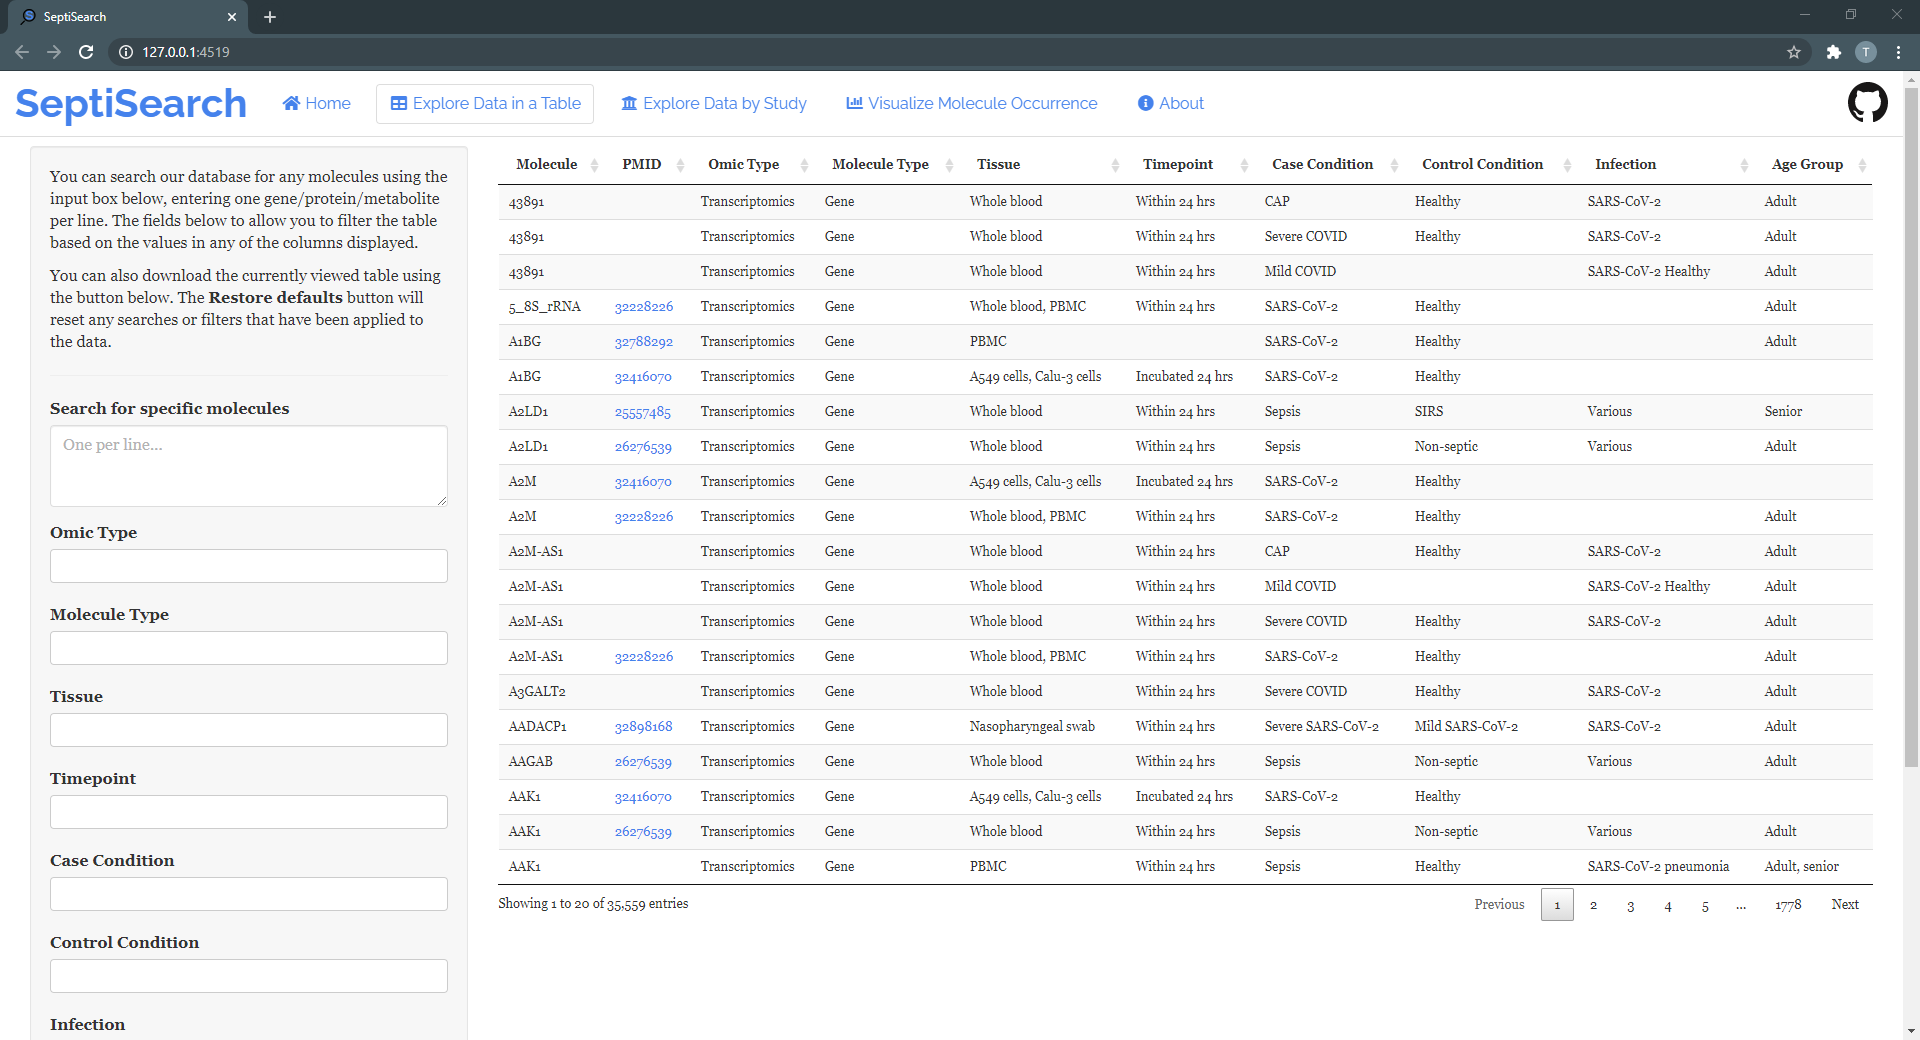 SeptiSearch
127.0.0.1:4519
T
SeptiSearch Home Explore Data in a Table Explore Data by Study Visualize Molecule Occurrence About
You can search our database for any molecules using the
input box below, entering one gene/protein/metabolite
per line. The fields below to allow you to filter the table
based on the values in any of the columns displayed.
You can also download the currently viewed table using
the button below. The Restore defaults button will
reset any searches or filters that have been applied to
the data.
Search for specific molecules
One per line...
Omic Type
Molecule Type
Tissue
Timepoint
Case Condition
Control Condition
Infection
Molecule PMID Omic Type Molecule Type Tissue Timepoint Case Condition Control Condition Infection Age Group
43891 Transcriptomics Gene Whole blood Within 24 hrs CAP Healthy SARS-CoV-2 Adult
43891 Transcriptomics Gene Whole blood Within 24 hrs Severe COVID Healthy SARS-CoV-2 Adult
43891 Transcriptomics Gene Whole blood Within 24 hrs Mild COVID SARS-CoV-2 Healthy Adult
5_8S_rRNA 32228226 Transcriptomics Gene Whole blood, PBMC Within 24 hrs SARS-CoV-2 Healthy Adult
A1BG 32788292 Transcriptomics Gene PBMC SARS-CoV-2 Healthy Adult
A1BG 32416070 Transcriptomics Gene A549 cells, Calu-3 cells Incubated 24 hrs SARS-CoV-2 Healthy
A2LD1 25557485 Transcriptomics Gene Whole blood Within 24 hrs Sepsis SIRS Various Senior
A2LD1 26276539 Transcriptomics Gene Whole blood Within 24 hrs Sepsis Non-septic Various Adult
A2M 32416070 Transcriptomics Gene A549 cells, Calu-3 cells Incubated 24 hrs SARS-CoV-2 Healthy
A2M 32228226 Transcriptomics Gene Whole blood, PBMC Within 24 hrs SARS-CoV-2 Healthy Adult
A2M-AS1 Transcriptomics Gene Whole blood Within 24 hrs CAP Healthy SARS-CoV-2 Adult
A2M-AS1 Transcriptomics Gene Whole blood Within 24 hrs Mild COVID SARS-CoV-2 Healthy Adult
A2M-AS1 Transcriptomics Gene Whole blood Within 24 hrs Severe COVID Healthy SARS-CoV-2 Adult
A2M-AS1 32228226 Transcriptomics Gene Whole blood, PBMC Within 24 hrs SARS-CoV-2 Healthy Adult
A3GALT2 Transcriptomics Gene Whole blood Within 24 hrs Severe COVID Healthy SARS-CoV-2 Adult
AADACP1 32898168 Transcriptomics Gene Nasopharyngeal swab Within 24 hrs Severe SARS-CoV-2 Mild SARS-CoV-2 SARS-CoV-2 Adult
AAGAB 26276539 Transcriptomics Gene Whole blood Within 24 hrs Sepsis Non-septic Various Adult
AAK1 32416070 Transcriptomics Gene A549 cells, Calu-3 cells Incubated 24 hrs SARS-CoV-2 Healthy
AAK1 26276539 Transcriptomics Gene Whole blood Within 24 hrs Sepsis Non-septic Various Adult
AAK1 Transcriptomics Gene PBMC Within 24 hrs Sepsis Healthy SARS-CoV-2 pneumonia Adult, senior
Showing 1 to 20 of 35,559 entries Previous 1 2 3 4 5 ... 1778 Next